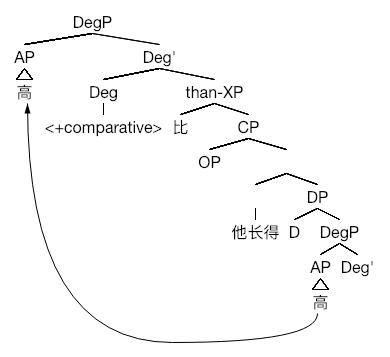 DegP
AP Deg'
高 Deg than-XP
<+comparative> 比 CP
OP
DP
他长得 D DegP
AP Deg'
高